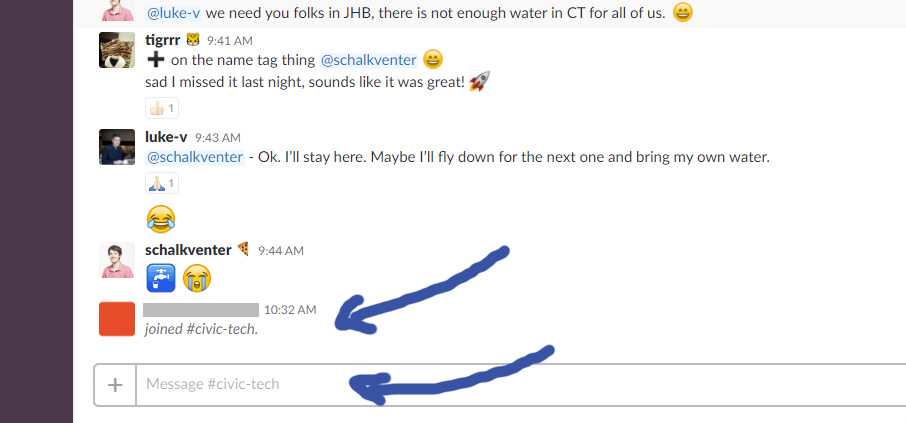 @luke-v we need you folks in JHB, there is not enough water in CT for all of us. 😄
tigrrr 🐯 9:41 AM
➕ on the name tag thing @schalkventer 😄
sad I missed it last night, sounds like it was great! 🚀
👍 1
luke-v 9:43 AM
@schalkventer - Ok. I'll stay here. Maybe I'll fly down for the next one and bring my own water.
🙏 1
😂
schalkventer 🍕 9:44 AM
🚰 😭
10:32 AM
joined #civic-tech.
+ Message #civic-tech